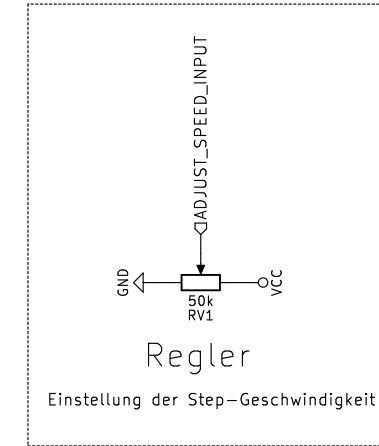 ADJUST_SPEED_INPUT
GND
VCC
50k
RV1
Regler
Einstellung der Step-Geschwindigkeit